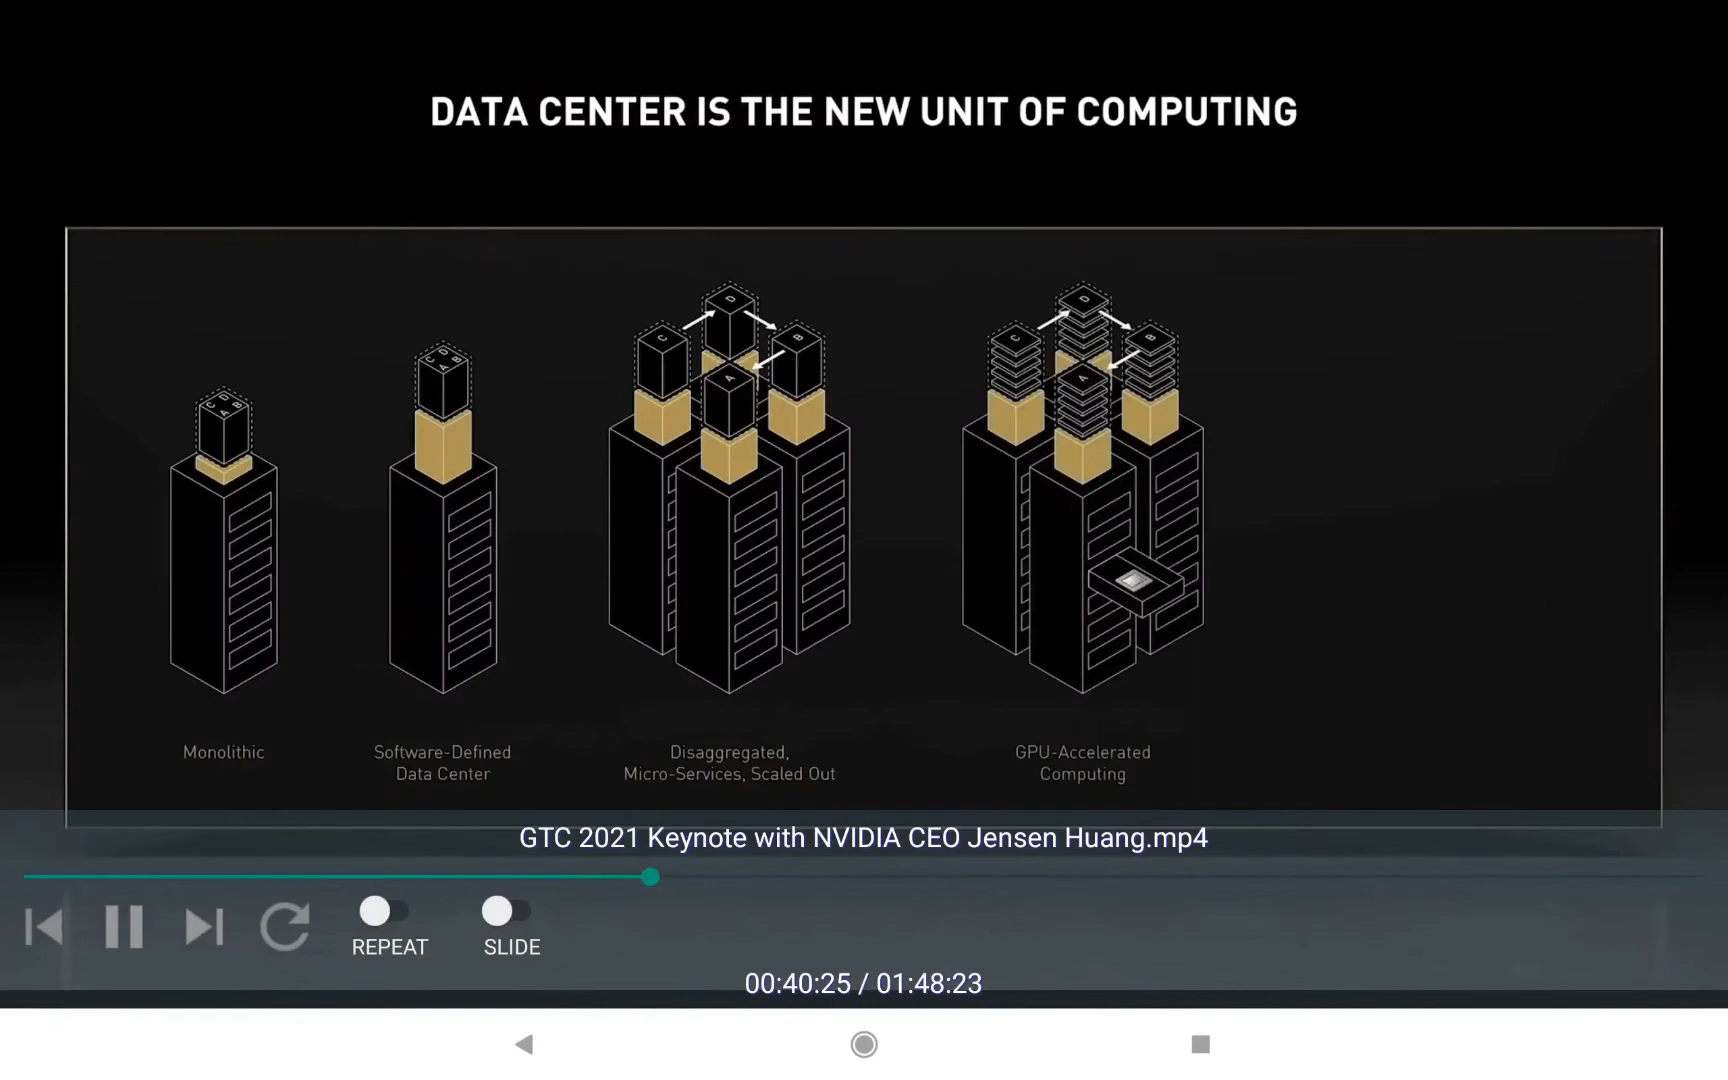 DATA CENTER IS THE NEW UNIT OF COMPUTING
C D A B
C D A B
C D B A
C D B A
Monolithic
Software-Defined
Data Center
Disaggregated,
Micro-Services, Scaled Out
GPU-Accelerated
Computing
GTC 2021 Keynote with NVIDIA CEO Jensen Huang.mp4
REPEAT
SLIDE
00:40:25 / 01:48:23